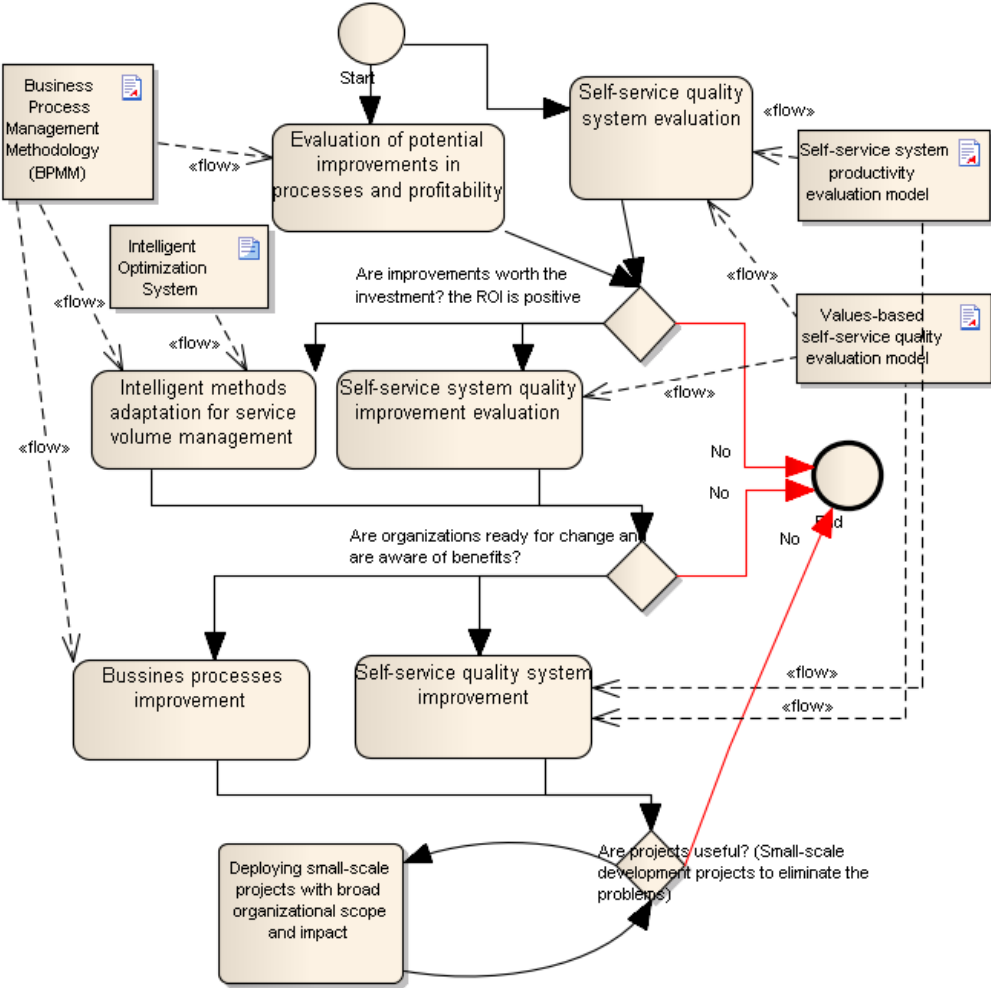 Start
Business
Process
Management
Methodology
(BPMM)
«flow»
Evaluation of potential
improvements in
processes and profitability
Self-service quality
system evaluation
«flow»
Self-service system
productivity
evaluation model
Intelligent
Optimization
System
«flow»
«flow»
Are improvements worth the
investment? the ROI is positive
«flow»
Values-based
self-service quality
evaluation model
Intelligent methods
adaptation for service
volume management
Self-service system quality
improvement evaluation
«flow»
«flow»
No
No
End
No
Are organizations ready for change and
are aware of benefits?
Bussines processes
improvement
Self-service quality system
improvement
«flow»
«flow»
Deploying small-scale
projects with broad
organizational scope
and impact
Are projects useful? (Small-scale
development projects to eliminate the
problems)